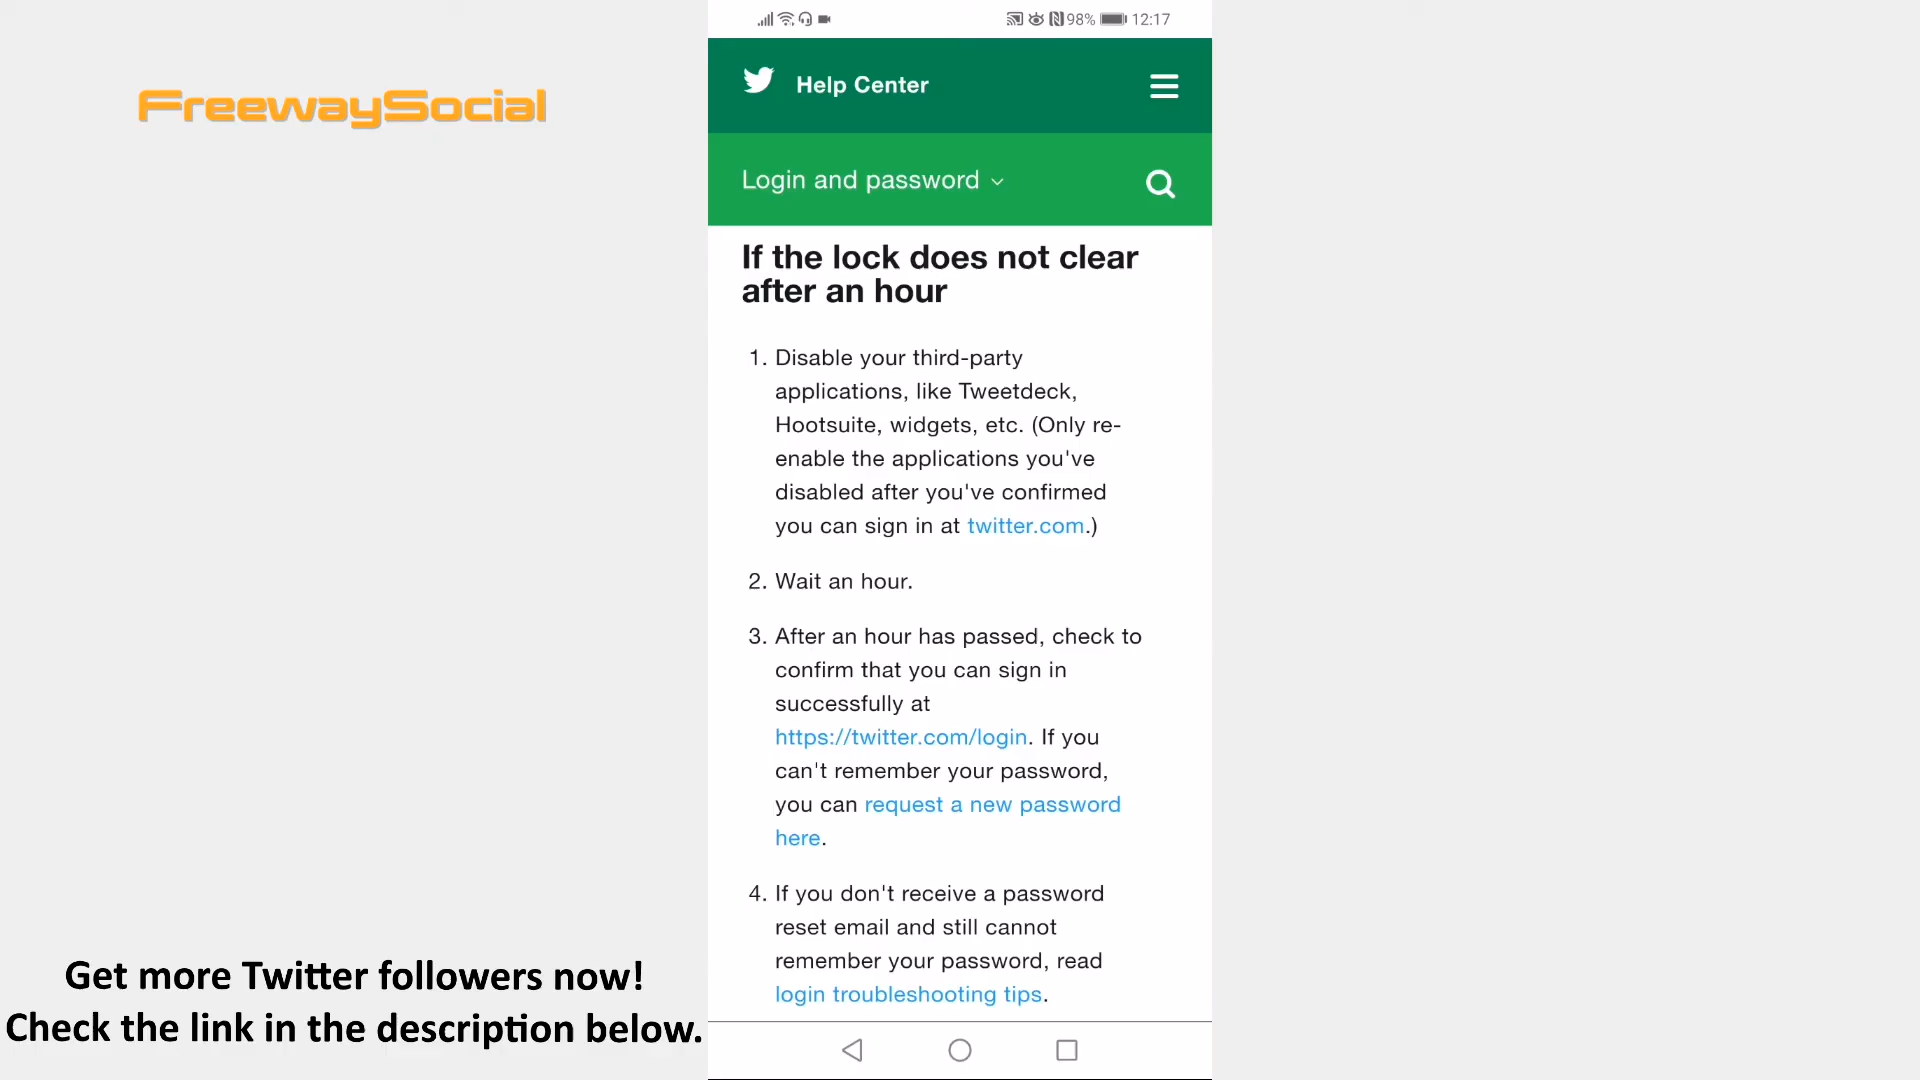 98% 12:17
FreewaySocial
Help Center
Login and password
If the lock does not clear
after an hour
1. Disable your third-party
applications, like Tweetdeck,
Hootsuite, widgets, etc. (Only re-
enable the applications you've
disabled after you've confirmed
you can sign in at twitter.com.)
2. Wait an hour.
3. After an hour has passed, check to
confirm that you can sign in
successfully at
https://twitter.com/login. If you
can't remember your password,
you can request a new password
here.
4. If you don't receive a password
reset email and still cannot
remember your password, read
login troubleshooting tips.
Get more Twitter followers now!
Check the link in the description below.